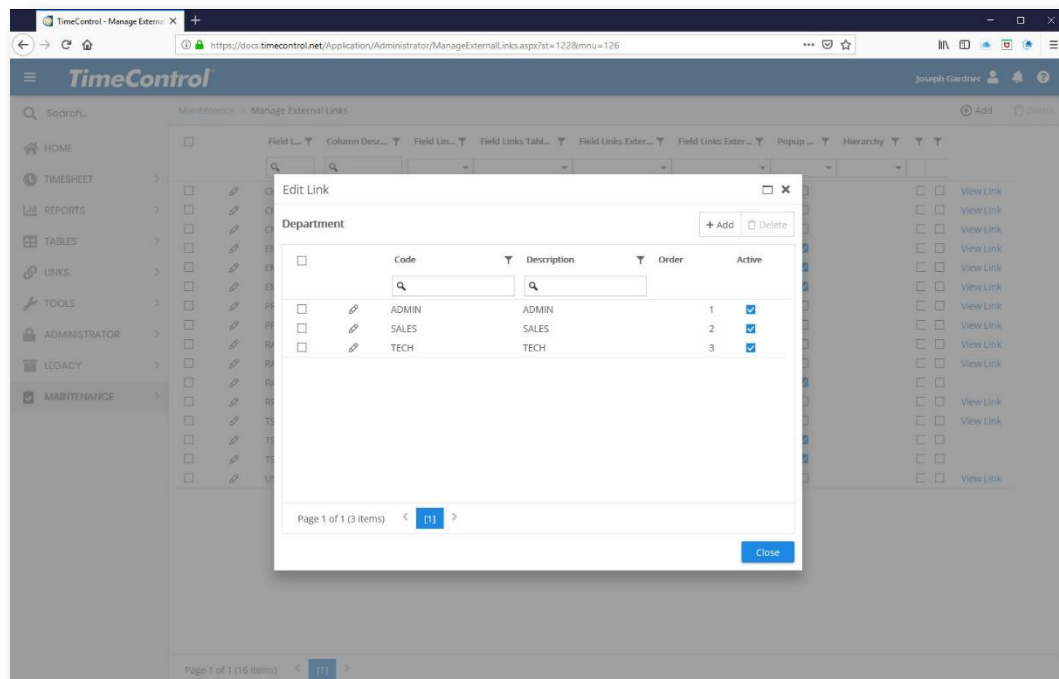 TimeControl - Manage Externa
https://docs.timecontrol.net/Application/Administrator/ManageExternalLinks.aspx?st=122&mnu=126
TimeControl
Joseph Gardner
Search...
Maintenance > Manage External Links
Add
Delete
HOME
TIMESHEET
REPORTS
TABLES
LINKS
TOOLS
ADMINISTRATOR
LEGACY
MAINTENANCE
Field L... Column Desc... Field Lin... Field Links Tabl... Field Links Exter... Field Links Exter... Popup ... Hierarchy
Edit Link
Department
+ Add Delete
Code Description Order Active
ADMIN ADMIN 1
SALES SALES 2
TECH TECH 3
Page 1 of 1 (3 items) < [1] >
Close
View Link
View Link
View Link
View Link
View Link
View Link
View Link
View Link
View Link
View Link
View Link
View Link
View Link
Page 1 of 1 (16 items) < [1] >